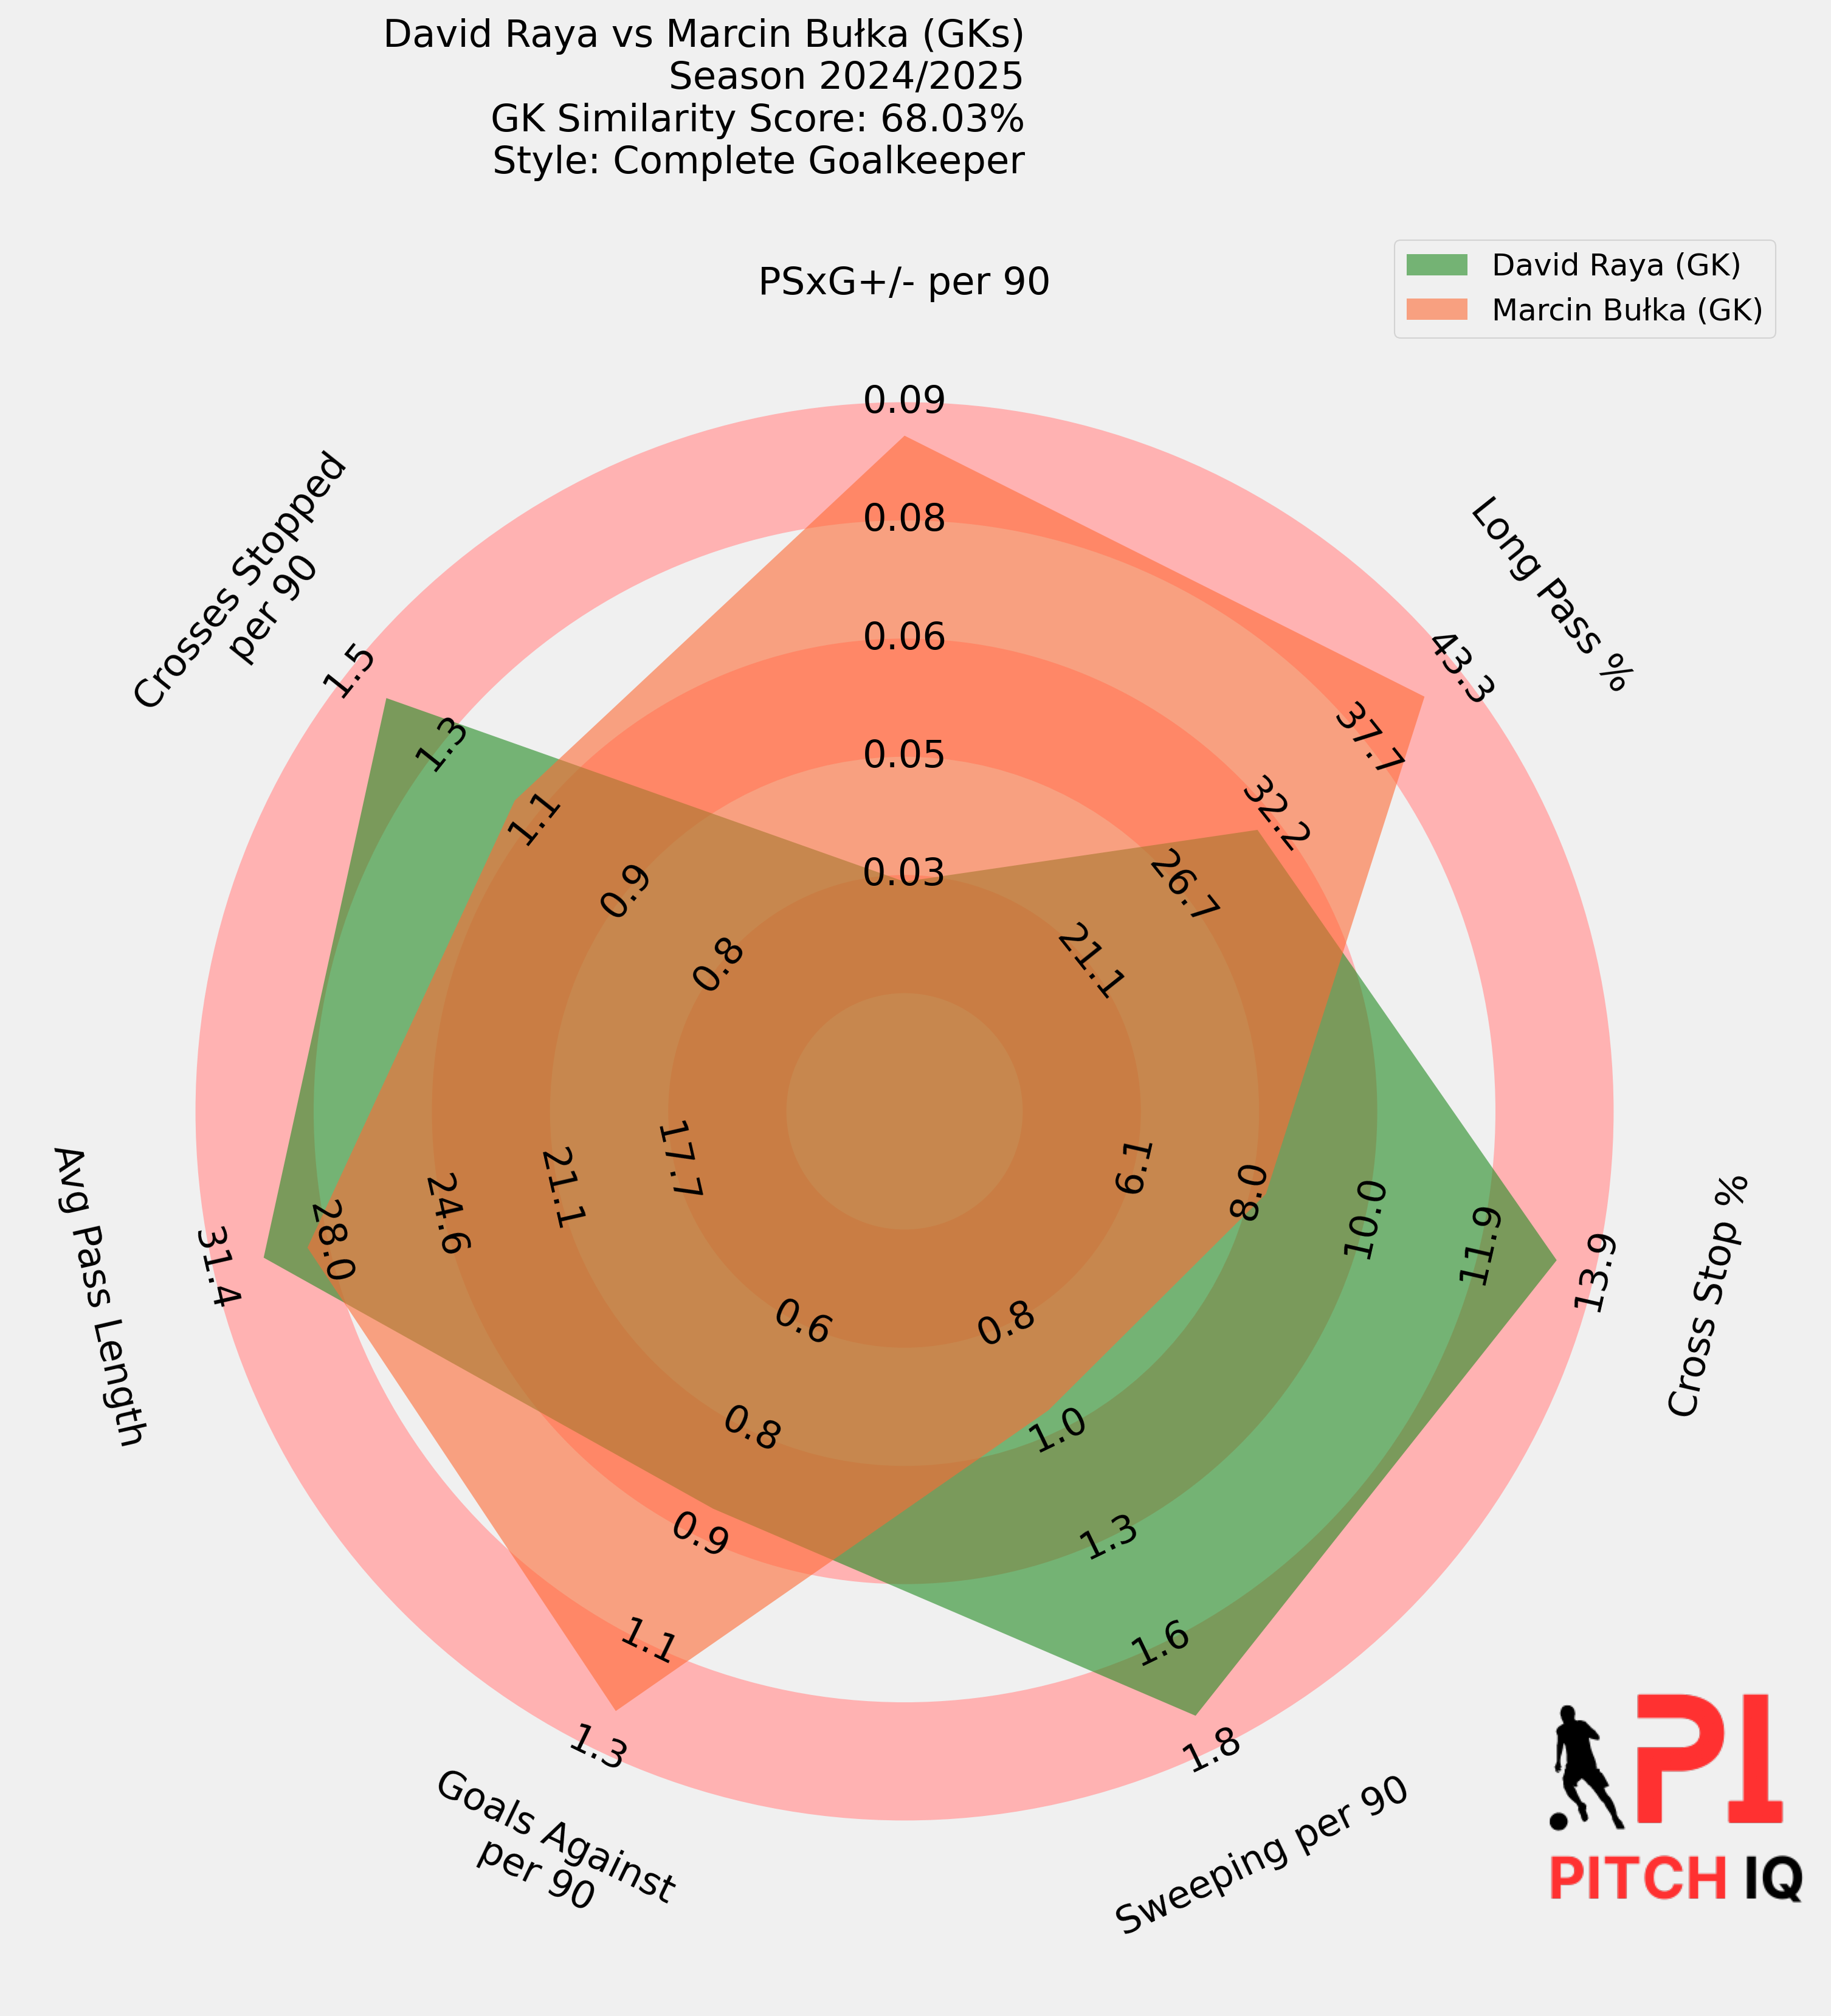 David Raya vs Marcin Bułka (GKs)
Season 2024/2025
GK Similarity Score: 68.03%
Style: Complete Goalkeeper
David Raya (GK)
Marcin Bułka (GK)
PSxG+/- per 90
0.09
0.08
0.06
0.05
0.03
Long Pass %
43.3
37.7
32.2
26.7
21.1
Cross Stop %
13.9
11.9
10.0
8.0
6.1
Sweeping per 90
1.8
1.6
1.3
1.0
0.8
Goals Against
per 90
1.3
1.1
0.9
0.8
0.6
Avg Pass Length
31.4
28.0
24.6
21.1
17.7
Crosses Stopped
per 90
1.5
1.3
1.1
0.9
0.8
PI
PITCH IQ